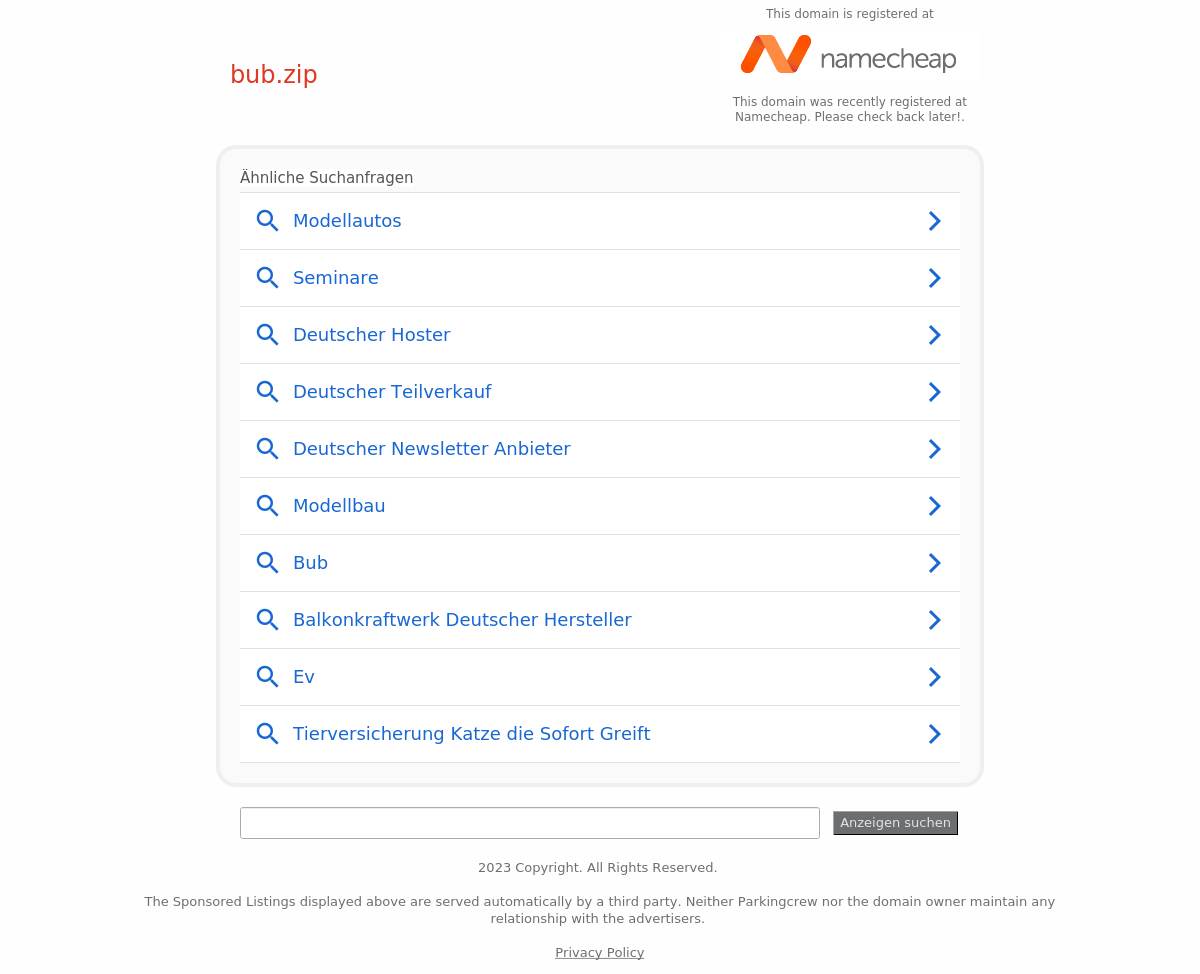 This domain is registered at
namecheap
bub.zip
This domain was recently registered at
Namecheap. Please check back later!.
Ähnliche Suchanfragen
Modellautos
Seminare
Deutscher Hoster
Deutscher Teilverkauf
Deutscher Newsletter Anbieter
Modellbau
Bub
Balkonkraftwerk Deutscher Hersteller
Ev
Tierversicherung Katze die Sofort Greift
Anzeigen suchen
2023 Copyright. All Rights Reserved.
The Sponsored Listings displayed above are served automatically by a third party. Neither Parkingcrew nor the domain owner maintain any
relationship with the advertisers.
Privacy Policy